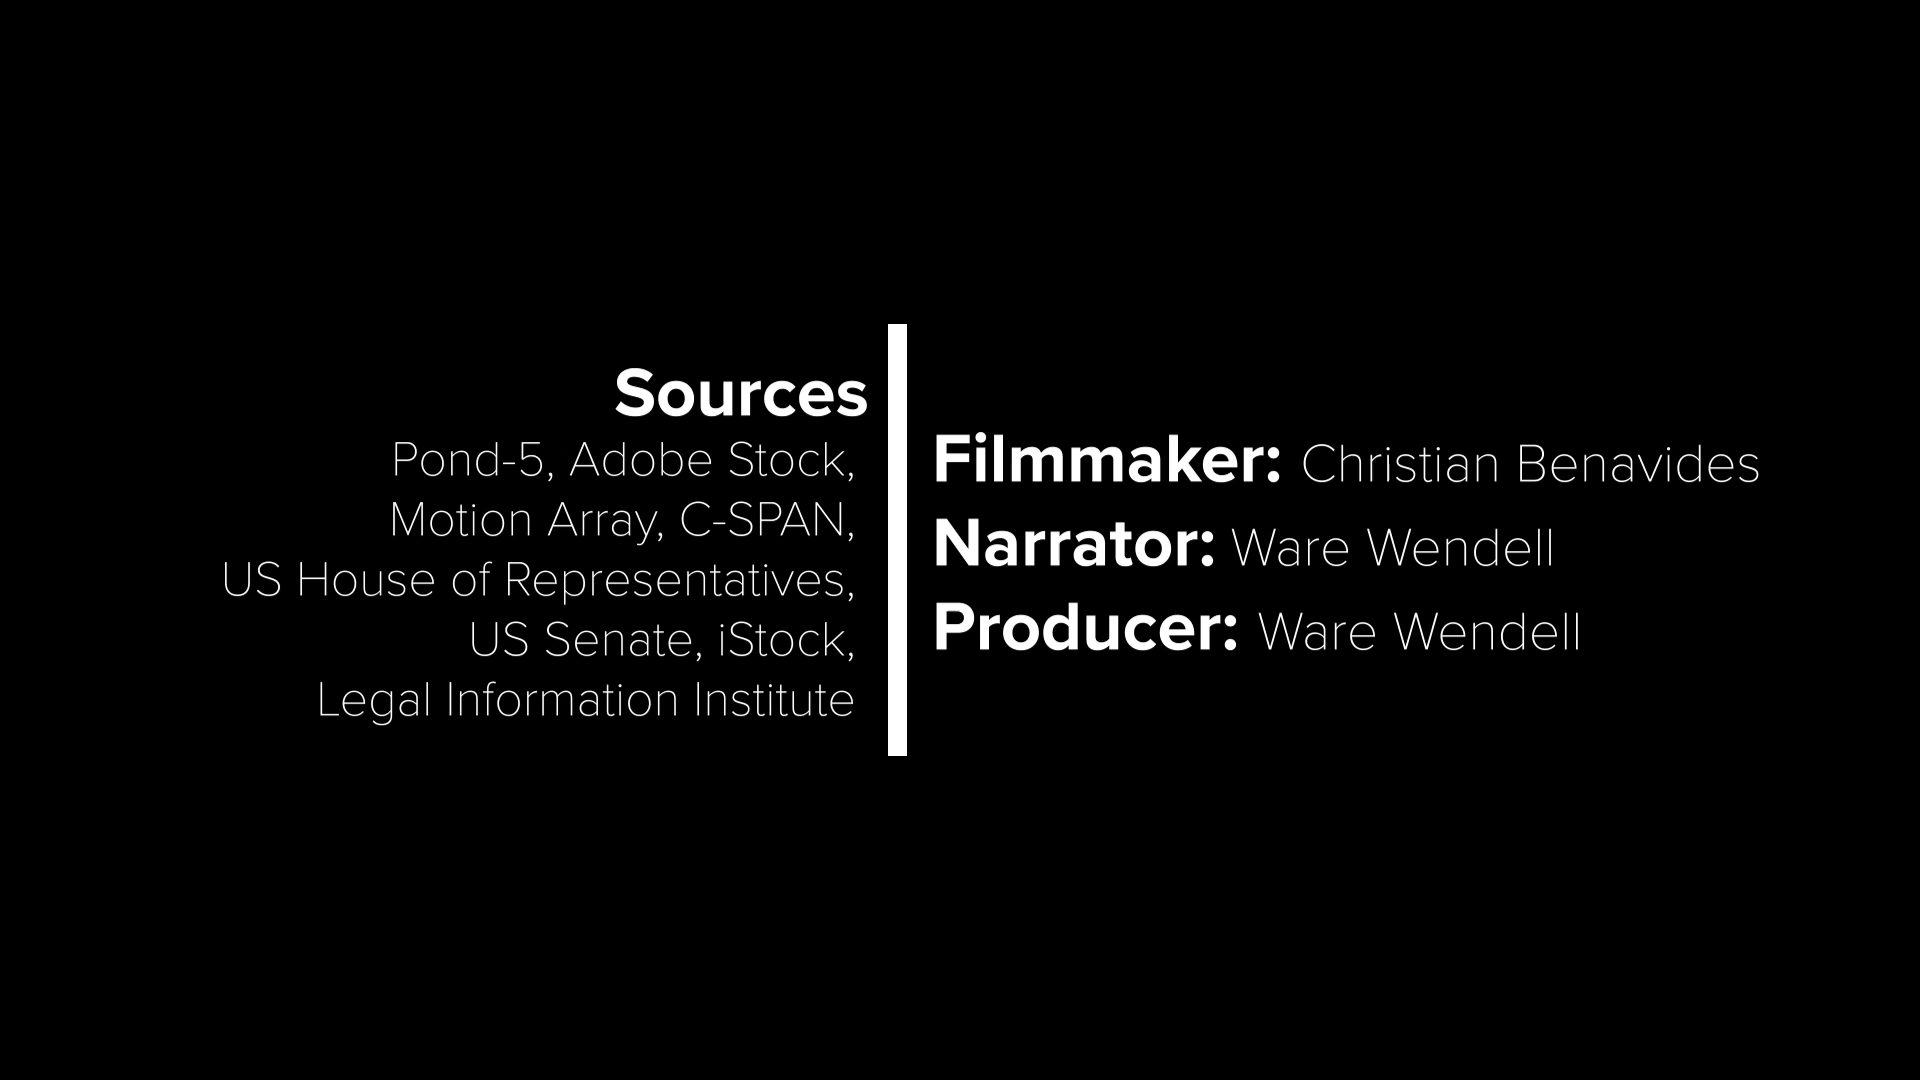 Sources
Pond-5, Adobe Stock,
Motion Array, C-SPAN,
US House of Representatives,
US Senate, iStock,
Legal Information Institute
Filmmaker: Christian Benavides
Narrator: Ware Wendell
Producer: Ware Wendell